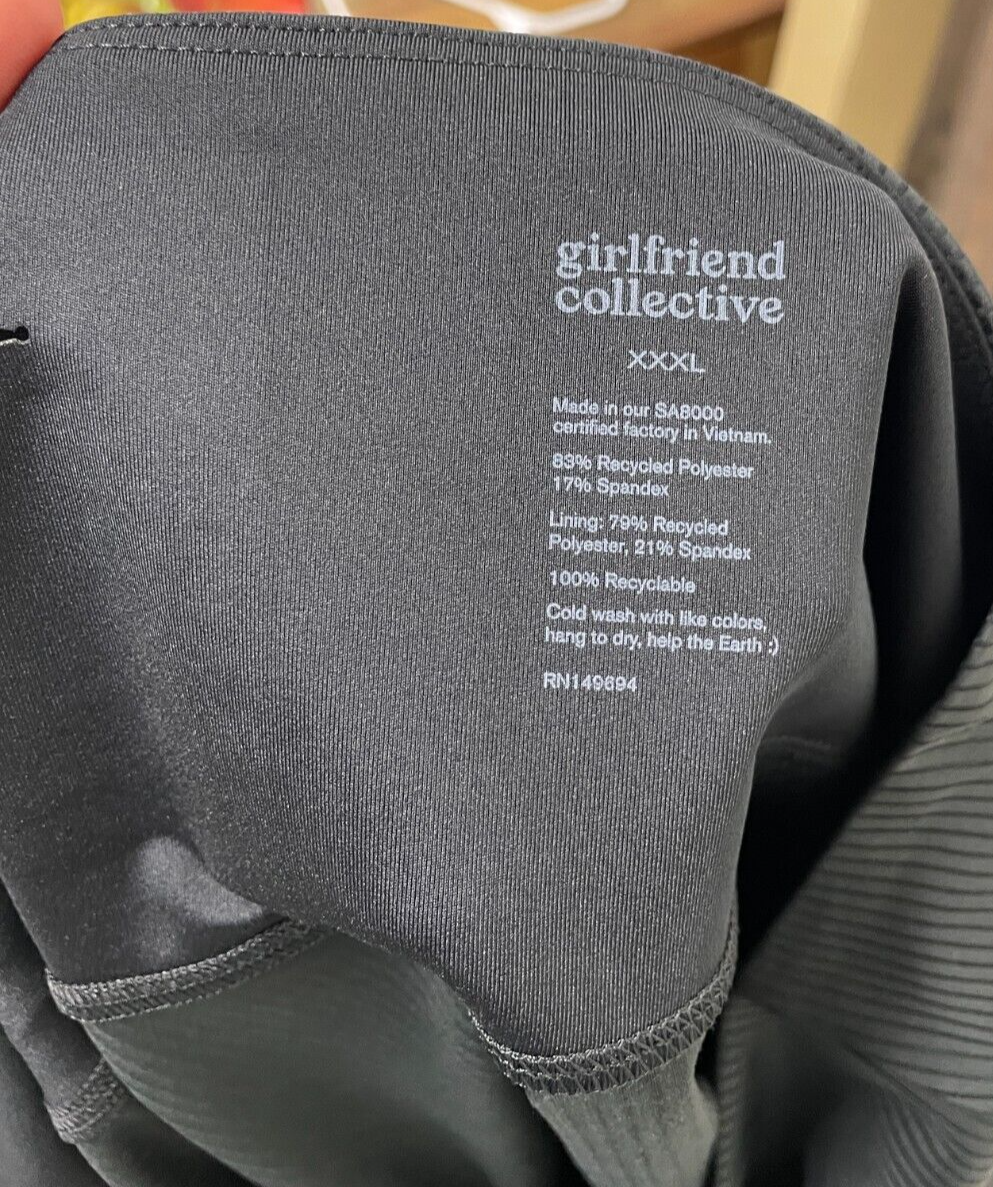 girlfriend
collective
XXXL
Made in our SA8000
certified factory in Vietnam.
83% Recycled Polyester
17% Spandex
Lining: 79% Recycled
Polyester, 21% Spandex
100% Recyclable
Cold wash with like colors,
hang to dry, help the Earth :)
RN149694